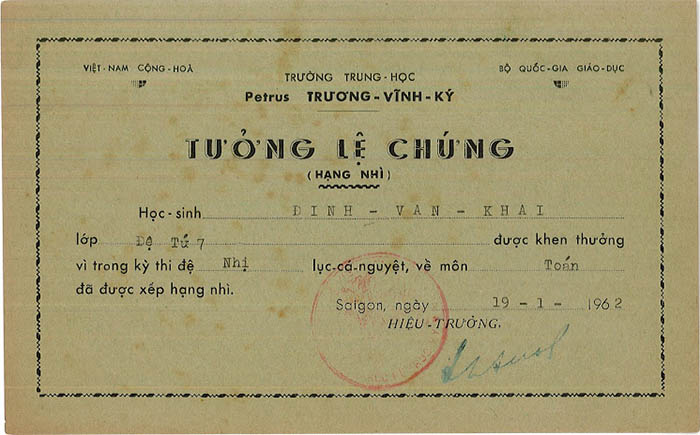 VIỆT-NAM CỘNG-HOÀ
BỘ QUỐC-GIA GIÁO-DỤC
TRƯỜNG TRUNG-HỌC
Petrus TRƯƠNG-VĨNH-KÝ
TƯỞNG LỆ CHỨNG
(HẠNG NHÌ)
Học-sinh ĐINH - VAN - KHAI
lớp Đệ Tứ 7 được khen thưởng
vì trong kỳ thi đệ Nhị lục-cá-nguyệt, về môn Toán
đã được xếp hạng nhì.
Saigon, ngày 19 - 1 - 1962
HIỆU-TRƯỞNG.